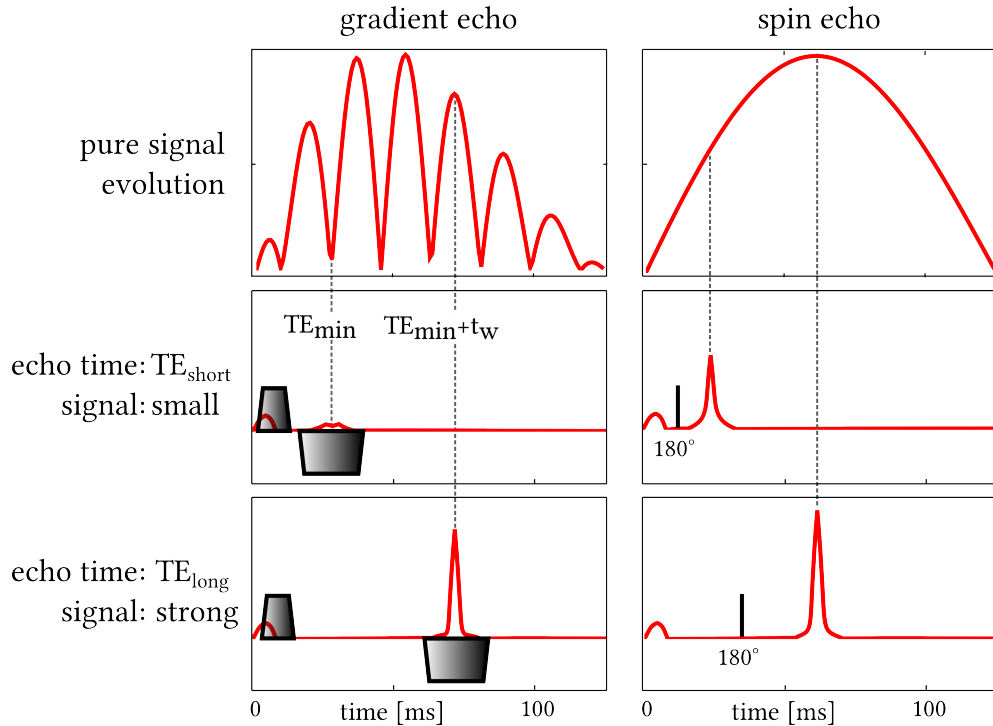 gradient echo
spin echo
pure signal
evolution
TEmin
TEmin+tw
echo time: TEshort
signal: small
180°
echo time: TElong
signal: strong
180°
0
100
time [ms]
0
100
time [ms]